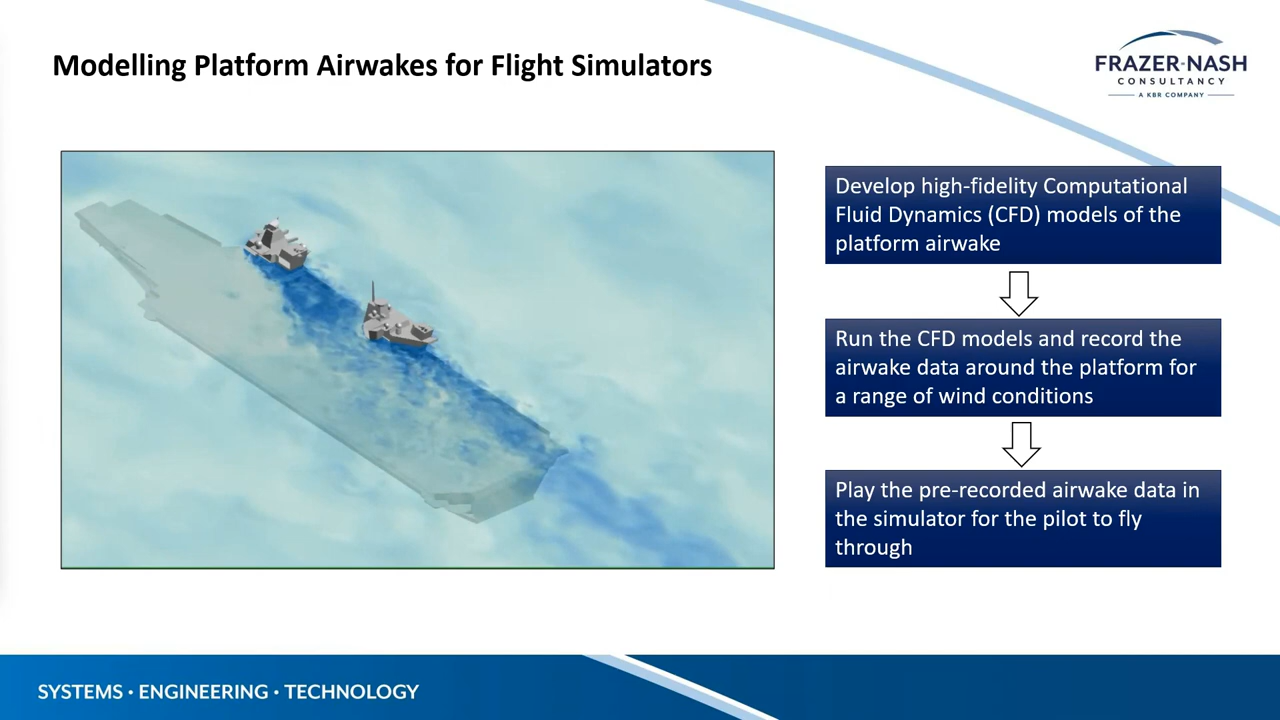 Modelling Platform Airwakes for Flight Simulators
FRAZER-NASH
CONSULTANCY
A KBR COMPANY
Develop high-fidelity Computational
Fluid Dynamics (CFD) models of the
platform airwake
Run the CFD models and record the
airwake data around the platform for
a range of wind conditions
Play the pre-recorded airwake data in
the simulator for the pilot to fly
through
SYSTEMS • ENGINEERING • TECHNOLOGY